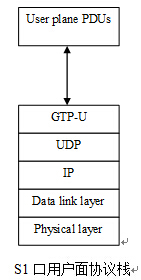 User plane PDUs
GTP-U
UDP
IP
Data link layer
Physical layer
S1 口用户面协议栈